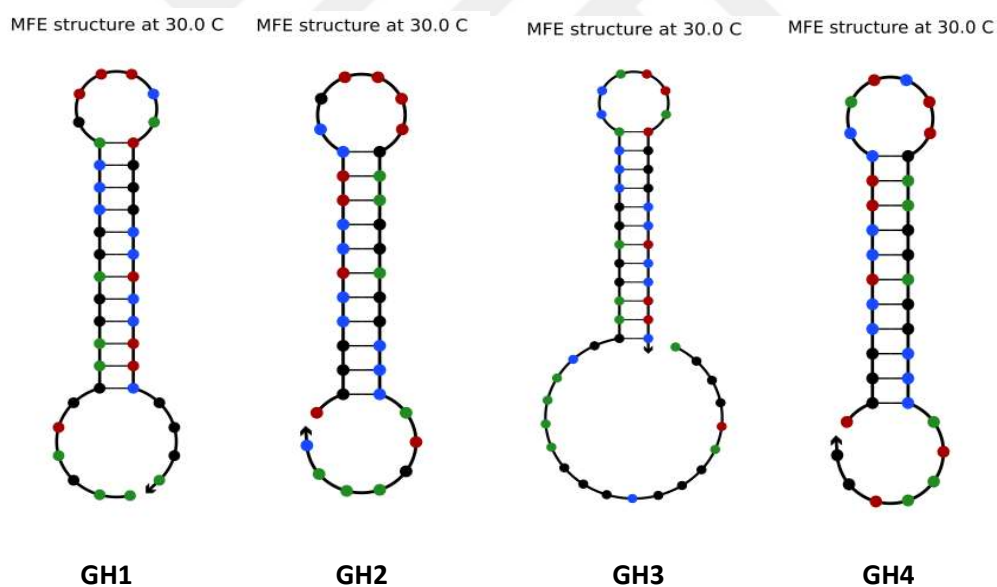 MFE structure at 30.0 C
MFE structure at 30.0 C
MFE structure at 30.0 C
MFE structure at 30.0 C
GH1
GH2
GH3
GH4